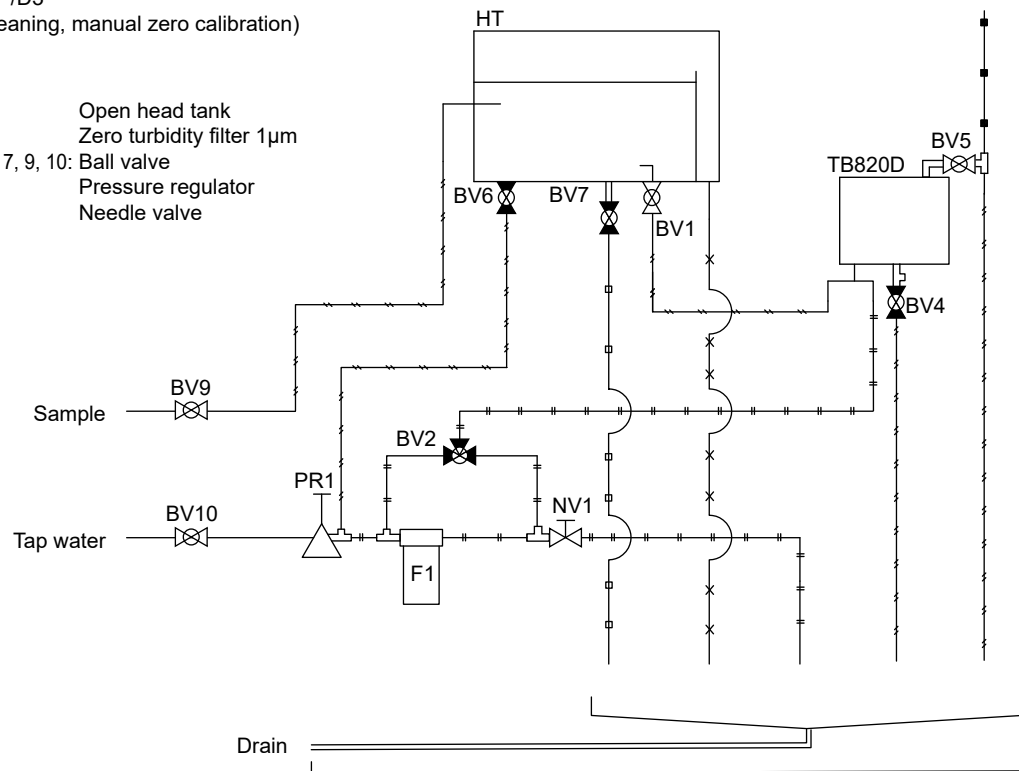 /D3
eaning, manual zero calibration)
HT
Open head tank
Zero turbidity filter 1µm
7, 9, 10: Ball valve
Pressure regulator
Needle valve
BV5
TB820D
BV6
BV7
BV1
BV4
BV9
Sample
BV2
PR1
NV1
BV10
Tap water
F1
Drain